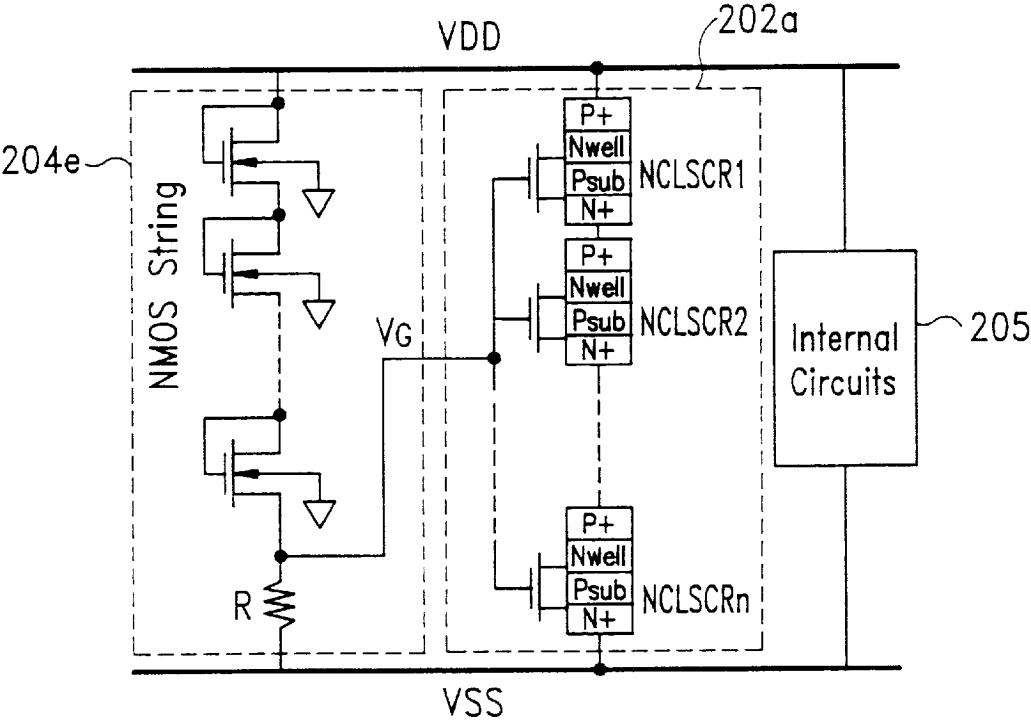 VDD
202a
204e
NMOS String
P+
Nwell
Psub
N+
NCLSCR1
P+
Nwell
Psub
N+
NCLSCR2
VG
Internal
Circuits
205
P+
Nwell
Psub
N+
NCLSCRn
R
VSS